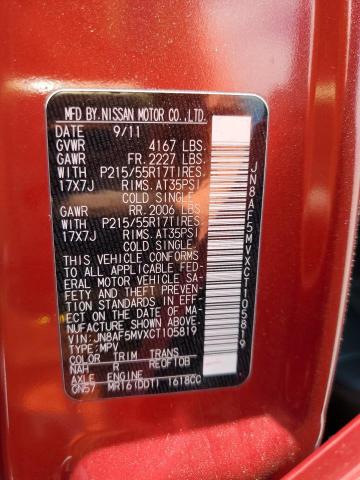 MFD BY.NISSAN MOTOR CO.,LTD.
DATE 9/11
GVWR 4167 LBS.
GAWR FR. 2227 LBS.
WITH P215/55R17TIRES.
17X7J RIMS. AT35PSI
COLD SINGLE.
GAWR RR. 2006 LBS.
WITH P215/55R17TIRES.
17X7J RIMS. AT35PSI
COLD SINGLE.
THIS VEHICLE CONFORMS
TO ALL APPLICABLE FED-
ERAL MOTOR VEHICLE SA-
FETY AND THEFT PREVENT-
ION STANDARDS IN EFF-
ECT ON THE DATE OF MA-
NUFACTURE SHOWN ABOVE.
VIN: JN8AF5MVXCT105819
TYPE: MPV
COLOR TRIM TRANS
NAH R RE0F10B
AXLE ENGINE
GN57 MR16(DDT) 1618CC
JN8AF5MVXCT105819